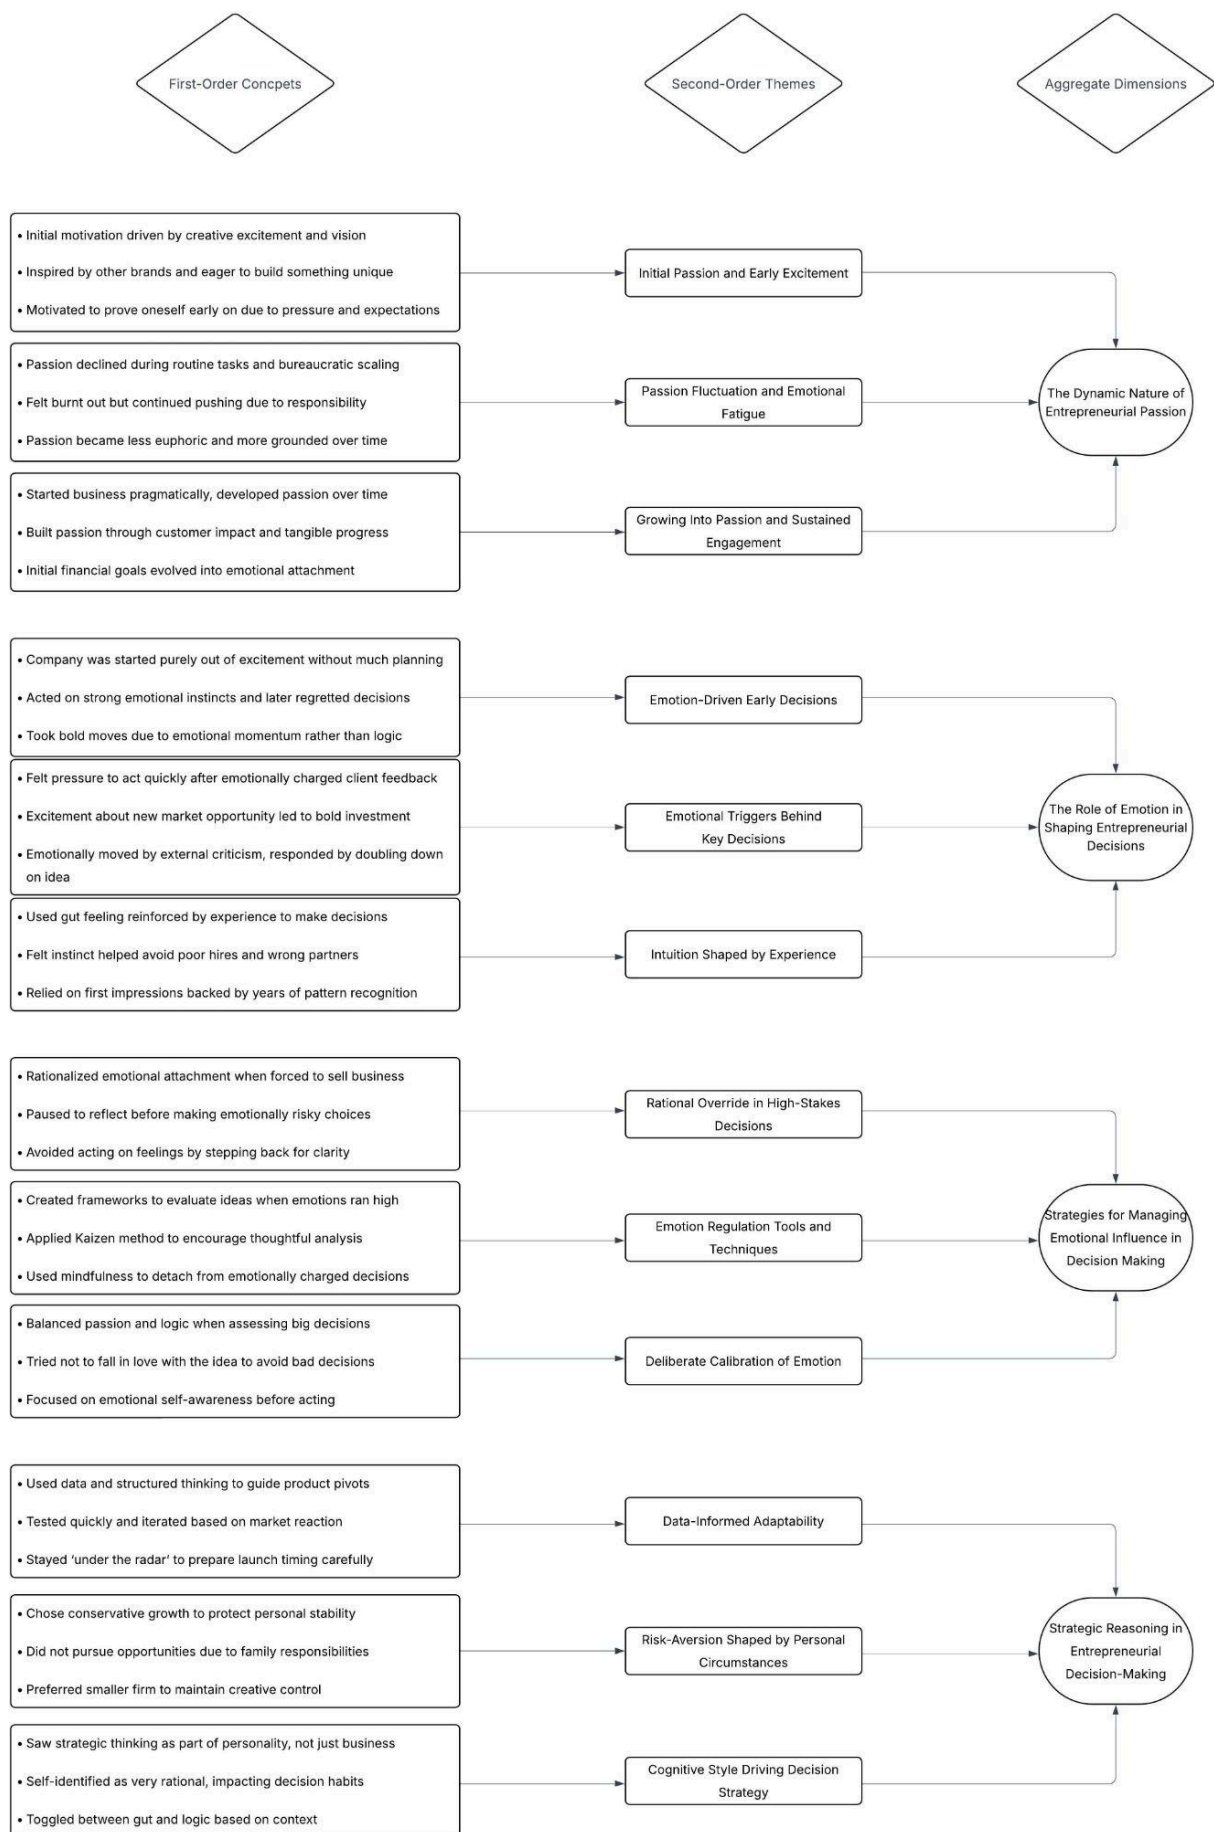 First-Order Concpets
Second-Order Themes
Aggregate Dimensions
• Initial motivation driven by creative excitement and vision
• Inspired by other brands and eager to build something unique
• Motivated to prove oneself early on due to pressure and expectations
Initial Passion and Early Excitement
• Passion declined during routine tasks and bureaucratic scaling
• Felt burnt out but continued pushing due to responsibility
• Passion became less euphoric and more grounded over time
Passion Fluctuation and Emotional
Fatigue
The Dynamic Nature of
Entrepreneurial Passion
• Started business pragmatically, developed passion over time
• Built passion through customer impact and tangible progress
• Initial financial goals evolved into emotional attachment
Growing Into Passion and Sustained
Engagement
• Company was started purely out of excitement without much planning
• Acted on strong emotional instincts and later regretted decisions
• Took bold moves due to emotional momentum rather than logic
Emotion-Driven Early Decisions
• Felt pressure to act quickly after emotionally charged client feedback
• Excitement about new market opportunity led to bold investment
• Emotionally moved by external criticism, responded by doubling down
on idea
Emotional Triggers Behind
Key Decisions
The Role of Emotion in
Shaping Entrepreneurial
Decisions
• Used gut feeling reinforced by experience to make decisions
• Felt instinct helped avoid poor hires and wrong partners
• Relied on first impressions backed by years of pattern recognition
Intuition Shaped by Experience
• Rationalized emotional attachment when forced to sell business
• Paused to reflect before making emotionally risky choices
• Avoided acting on feelings by stepping back for clarity
Rational Override in High-Stakes
Decisions
• Created frameworks to evaluate ideas when emotions ran high
• Applied Kaizen method to encourage thoughtful analysis
• Used mindfulness to detach from emotionally charged decisions
Emotion Regulation Tools and
Techniques
Strategies for Managing
Emotional Influence in
Decision Making
• Balanced passion and logic when assessing big decisions
• Tried not to fall in love with the idea to avoid bad decisions
• Focused on emotional self-awareness before acting
Deliberate Calibration of Emotion
• Used data and structured thinking to guide product pivots
• Tested quickly and iterated based on market reaction
• Stayed ‘under the radar’ to prepare launch timing carefully
Data-Informed Adaptability
• Chose conservative growth to protect personal stability
• Did not pursue opportunities due to family responsibilities
• Preferred smaller firm to maintain creative control
Risk-Aversion Shaped by Personal
Circumstances
Strategic Reasoning in
Entrepreneurial
Decision-Making
• Saw strategic thinking as part of personality, not just business
• Self-identified as very rational, impacting decision habits
• Toggled between gut and logic based on context
Cognitive Style Driving Decision
Strategy